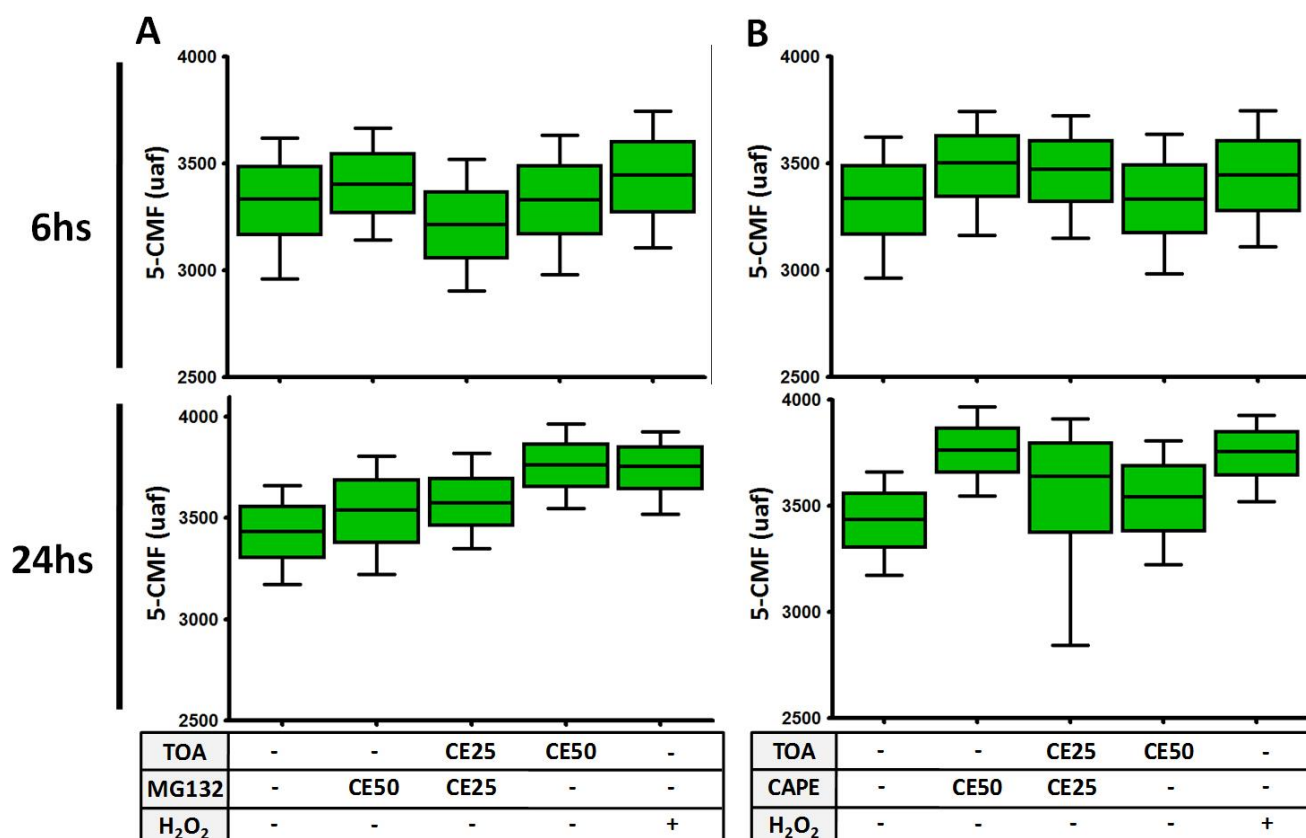 A
B
6hs
5-CMF (uaf)
4000
3500
3000
2500
5-CMF (uaf)
4000
3500
3000
2500
24hs
5-CMF (uaf)
4000
3500
3000
2500
5-CMF (uaf)
4000
3500
3000
2500
TOA - - CE25 CE50 -
MG132 - CE50 CE25 - -
H₂O₂ - - - - +
TOA - - CE25 CE50 -
CAPE - CE50 CE25 - -
H₂O₂ - - - - +